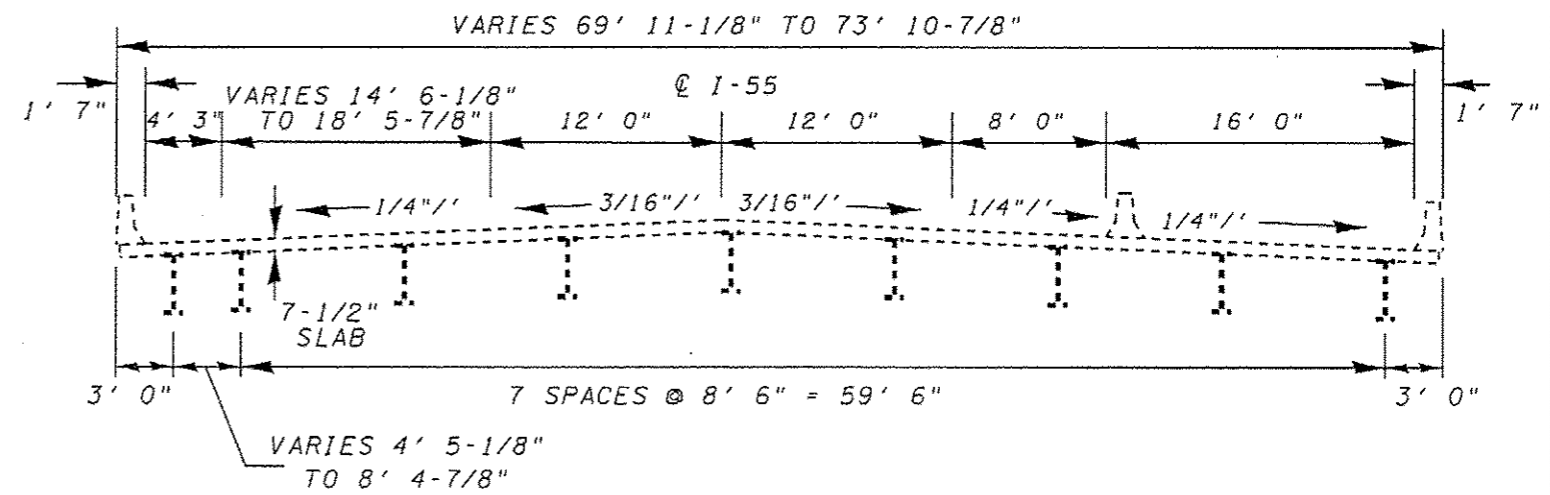 VARIES 69' 11-1/8" TO 73' 10-7/8"
℄ I-55
1' 7"
4' 3"
VARIES 14' 6-1/8"
TO 18' 5-7/8"
12' 0"
12' 0"
8' 0"
16' 0"
1' 7"
1/4"/'
3/16"/'
3/16"/'
1/4"/'
1/4"/'
7-1/2"
SLAB
3' 0"
7 SPACES @ 8' 6" = 59' 6"
3' 0"
VARIES 4' 5-1/8"
TO 8' 4-7/8"